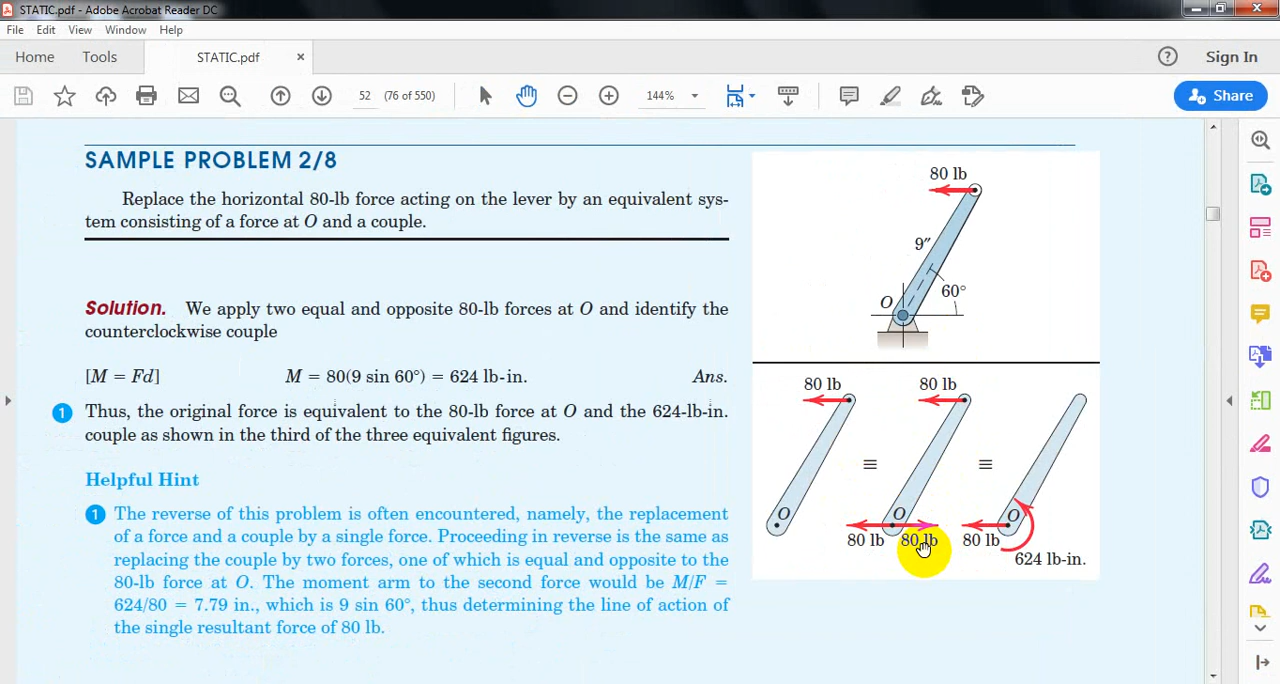 STATIC.pdf - Adobe Acrobat Reader DC
File Edit View Window Help
Home Tools STATIC.pdf × ? Sign In
52 (76 of 550) 144% Share
SAMPLE PROBLEM 2/8
Replace the horizontal 80-lb force acting on the lever by an equivalent sys-
tem consisting of a force at O and a couple.
Solution. We apply two equal and opposite 80-lb forces at O and identify the
counterclockwise couple
[M = Fd] M = 80(9 sin 60°) = 624 lb-in. Ans.
1 Thus, the original force is equivalent to the 80-lb force at O and the 624-lb-in.
couple as shown in the third of the three equivalent figures.
Helpful Hint
1 The reverse of this problem is often encountered, namely, the replacement
of a force and a couple by a single force. Proceeding in reverse is the same as
replacing the couple by two forces, one of which is equal and opposite to the
80-lb force at O. The moment arm to the second force would be M/F =
624/80 = 7.79 in., which is 9 sin 60°, thus determining the line of action of
the single resultant force of 80 lb.
80 lb
9″
60°
O
80 lb 80 lb
≡ ≡
O O O
80 lb 80 lb 80 lb
624 lb-in.